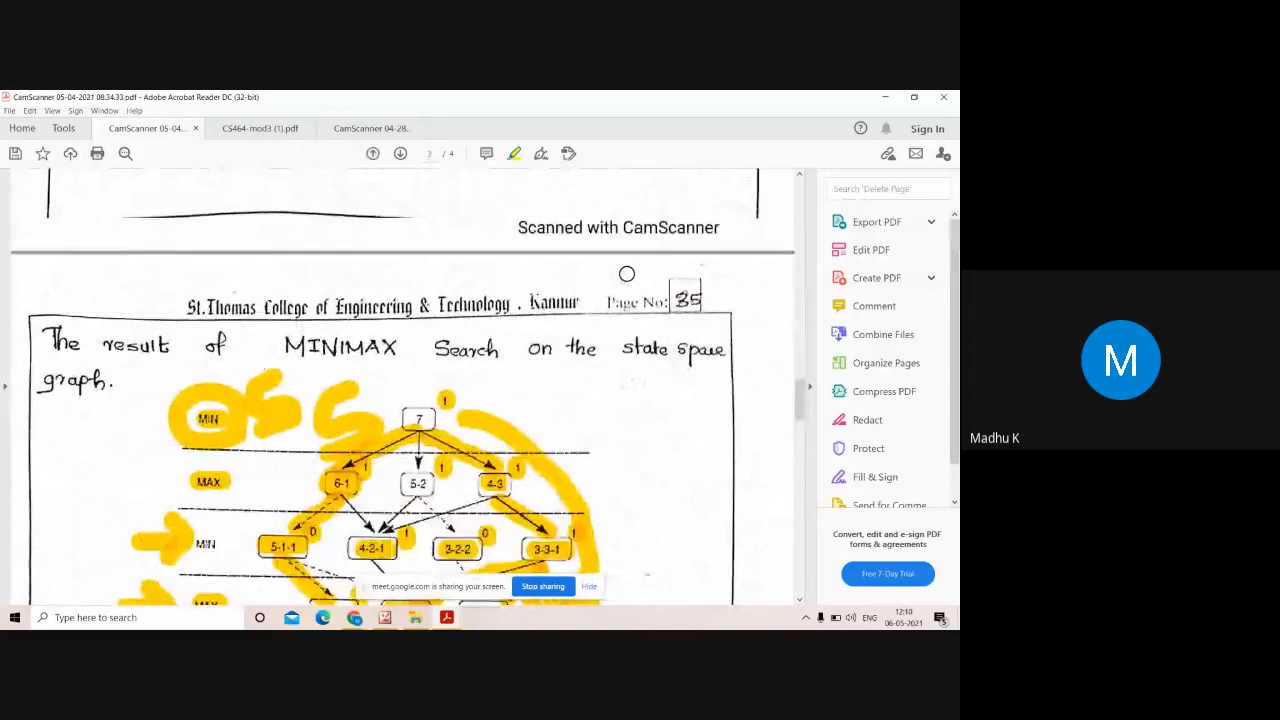 CamScanner 05-04-2021 08.34.33.pdf - Adobe Acrobat Reader DC (32-bit)
File Edit View Sign Window Help
Home Tools CamScanner 05-04... × CS464-mod3 (1).pdf CamScanner 04-28... Sign In
/ 4
Scanned with CamScanner
St.Thomas College of Engineering & Technology . Kannur Page No: 35
The result of MINIMAX Search on the state space
graph.
MIN 7 1
MAX 6-1 1 5-2 1 4-3 1
MIN 5-1-1 0 4-2-1 1 3-2-2 0 3-3-1 1
meet.google.com is sharing your screen. Stop sharing Hide
Search 'Delete Page'
Export PDF
Edit PDF
Create PDF
Comment
Combine Files
Organize Pages
Compress PDF
Redact
Protect
Fill & Sign
Send for Comme
Convert, edit and e-sign PDF
forms & agreements
Free 7-Day Trial
Type here to search
ENG
12:10
06-05-2021
M
Madhu K